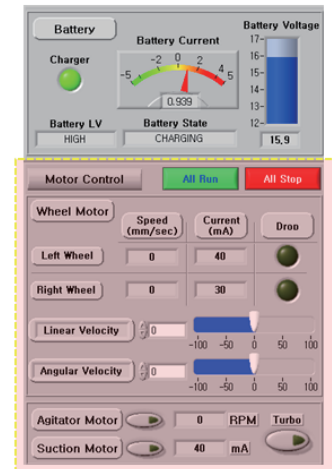 Battery
Battery Voltage
Battery Current
Charger
-5 -2 0 2 4 5
0.939
17-
16-
15-
14-
13-
12-
15,9
Battery LV Battery State
HIGH CHARGING
Motor Control All Run All Stop
Wheel Motor
Speed (mm/sec) Current (mA) Drop
Left Wheel 0 40
Right Wheel 0 30
Linear Velocity 0
-100 -50 0 50 100
Angular Velocity 0
-100 -50 0 50 100
Agitator Motor 0 RPM Turbo
Suction Motor 40 mA